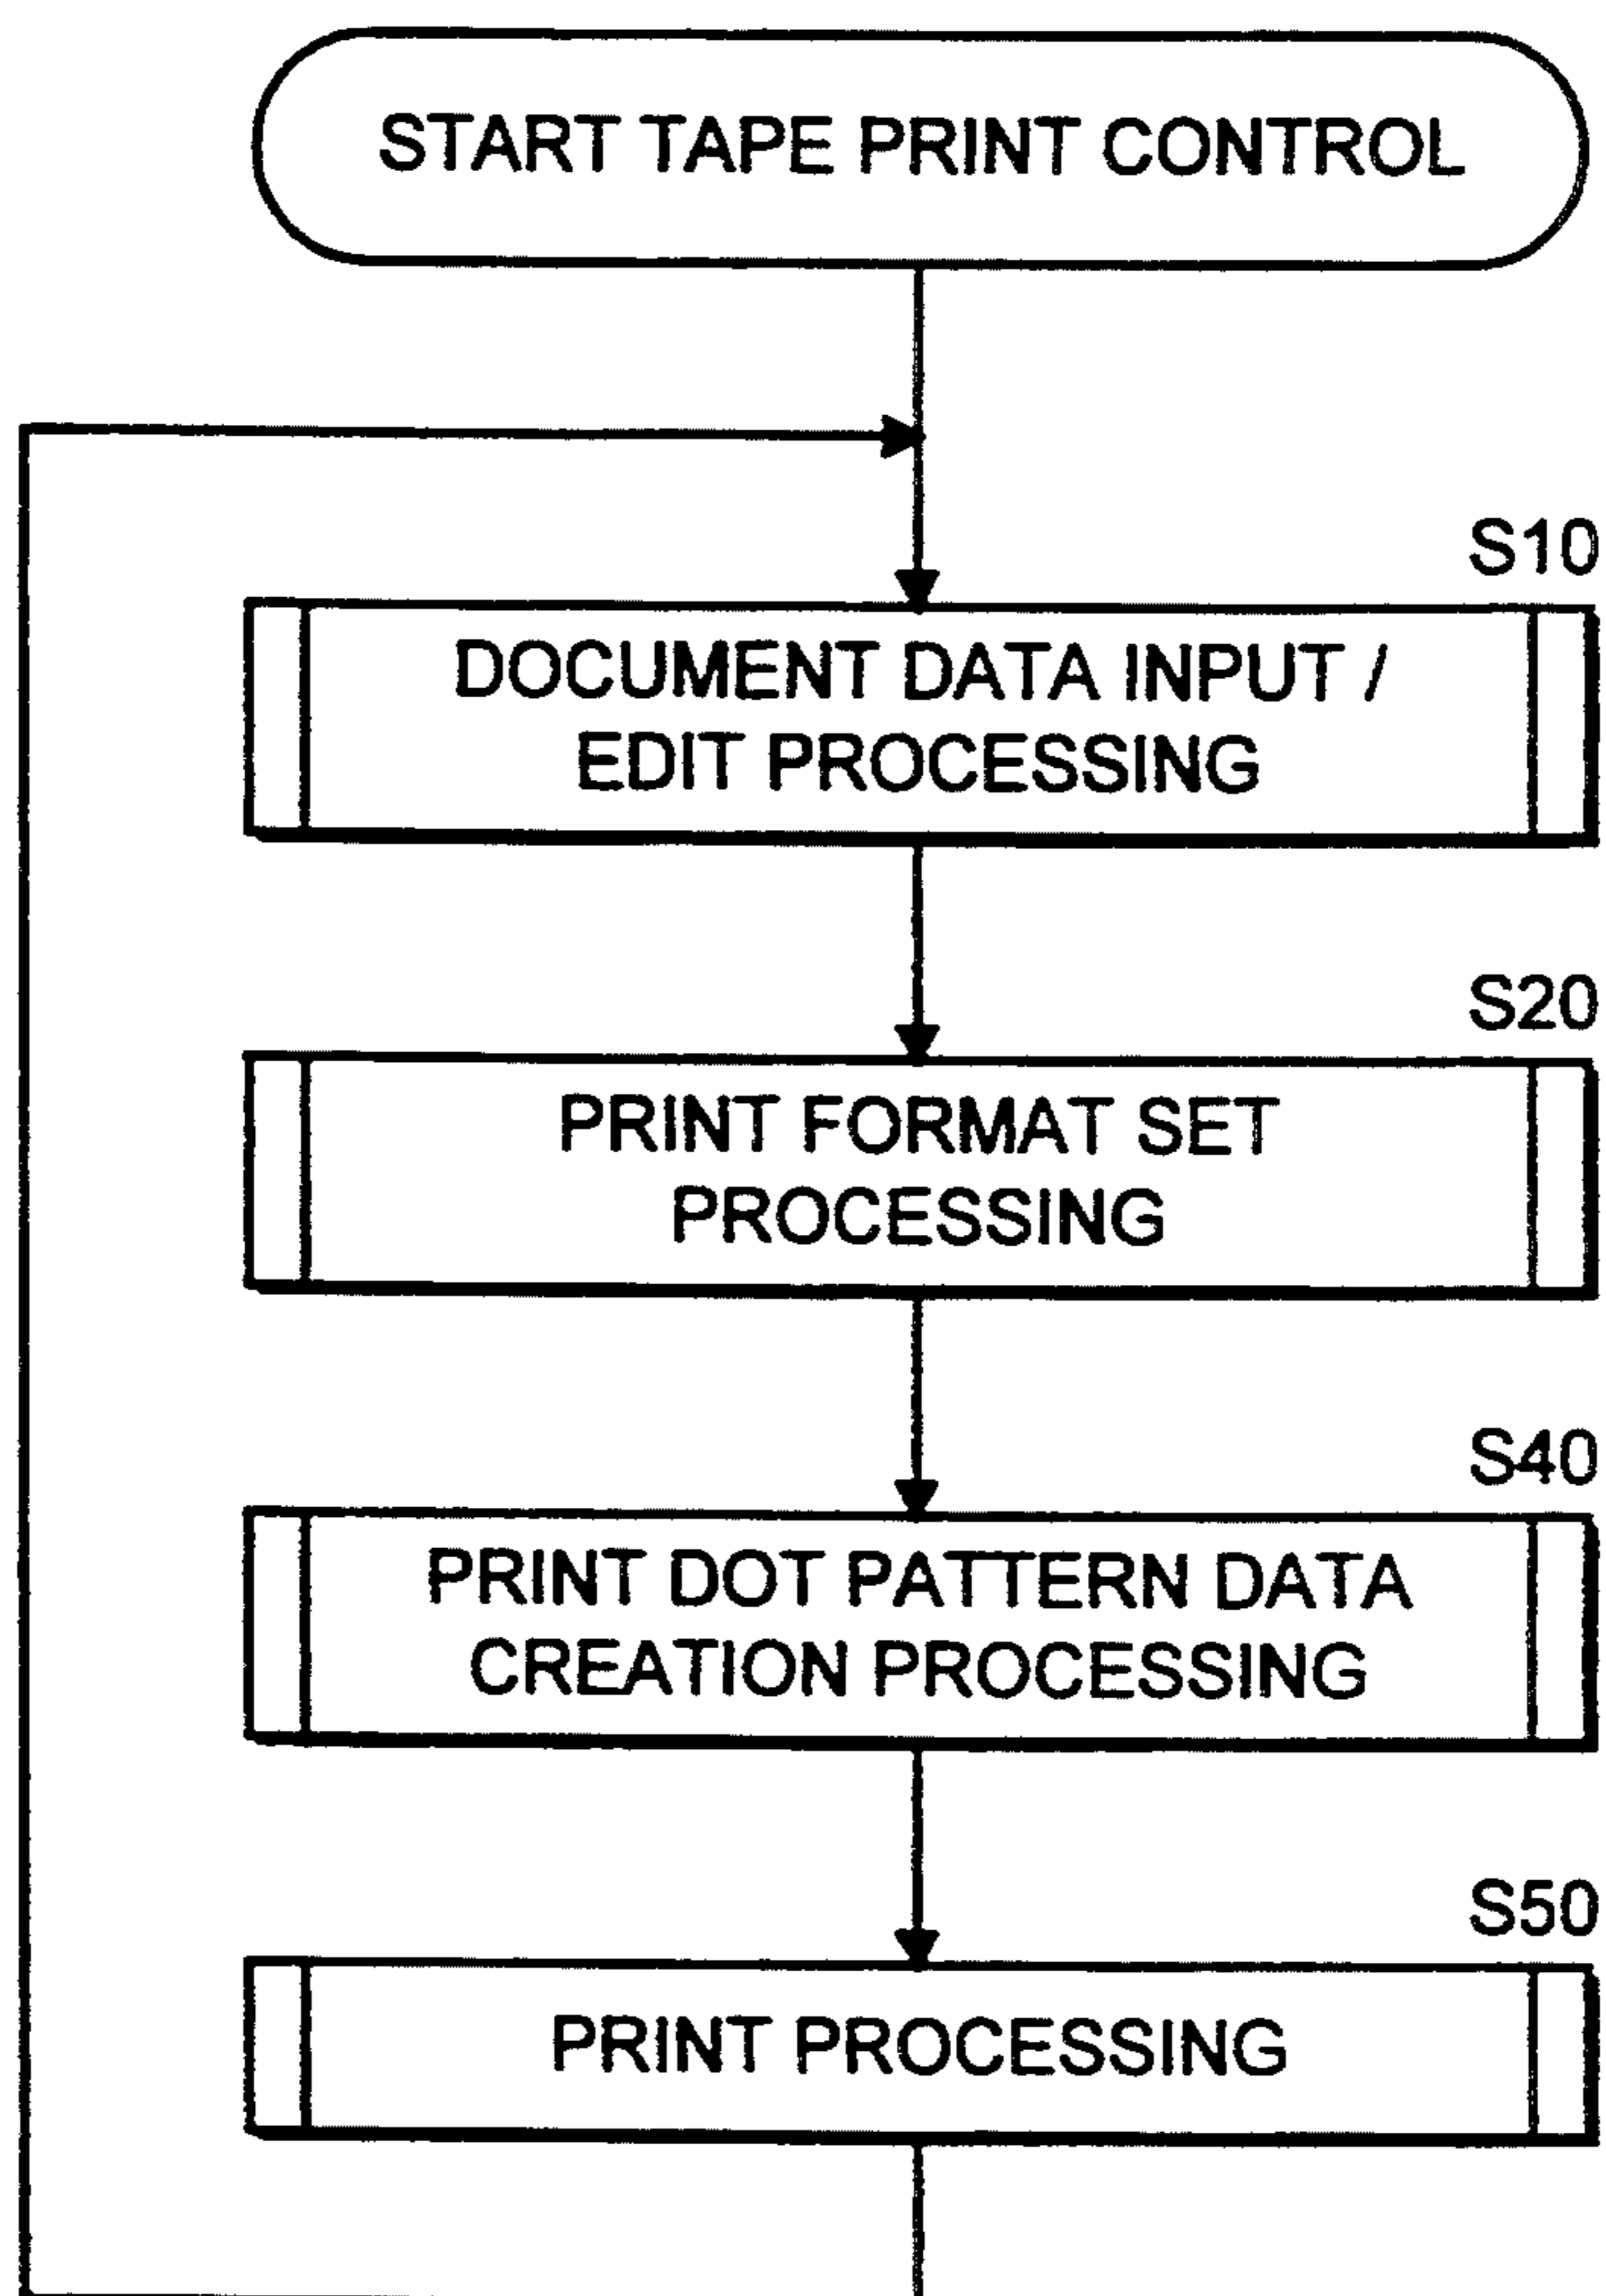 START TAPE PRINT CONTROL
S10
DOCUMENT DATA INPUT /
EDIT PROCESSING
S20
PRINT FORMAT SET
PROCESSING
S40
PRINT DOT PATTERN DATA
CREATION PROCESSING
S50
PRINT PROCESSING